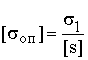 [σ_оп] = σ_1 / [s]